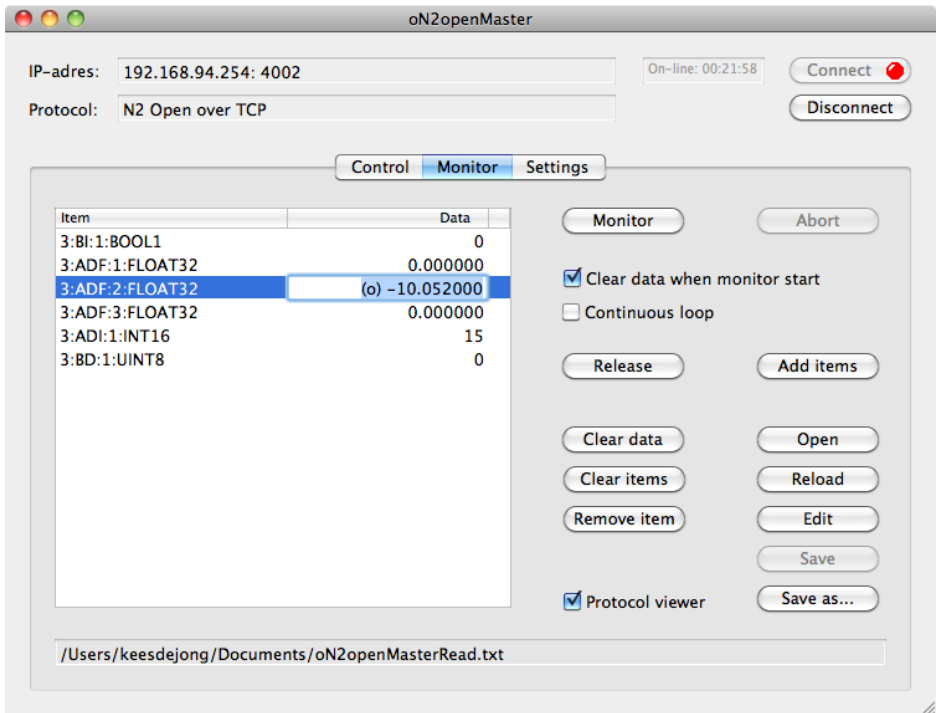 oN2openMaster
IP-adres: 192.168.94.254: 4002 On-line: 00:21:58 Connect
Protocol: N2 Open over TCP Disconnect
Control Monitor Settings
Item Data
3:BI:1:BOOL1 0
3:ADF:1:FLOAT32 0.000000
3:ADF:2:FLOAT32 (o) -10.052000
3:ADF:3:FLOAT32 0.000000
3:ADI:1:INT16 15
3:BD:1:UINT8 0
Monitor Abort
Clear data when monitor start
Continuous loop
Release Add items
Clear data Open
Clear items Reload
Remove item Edit
Save
Protocol viewer Save as...
/Users/keesdejong/Documents/oN2openMasterRead.txt